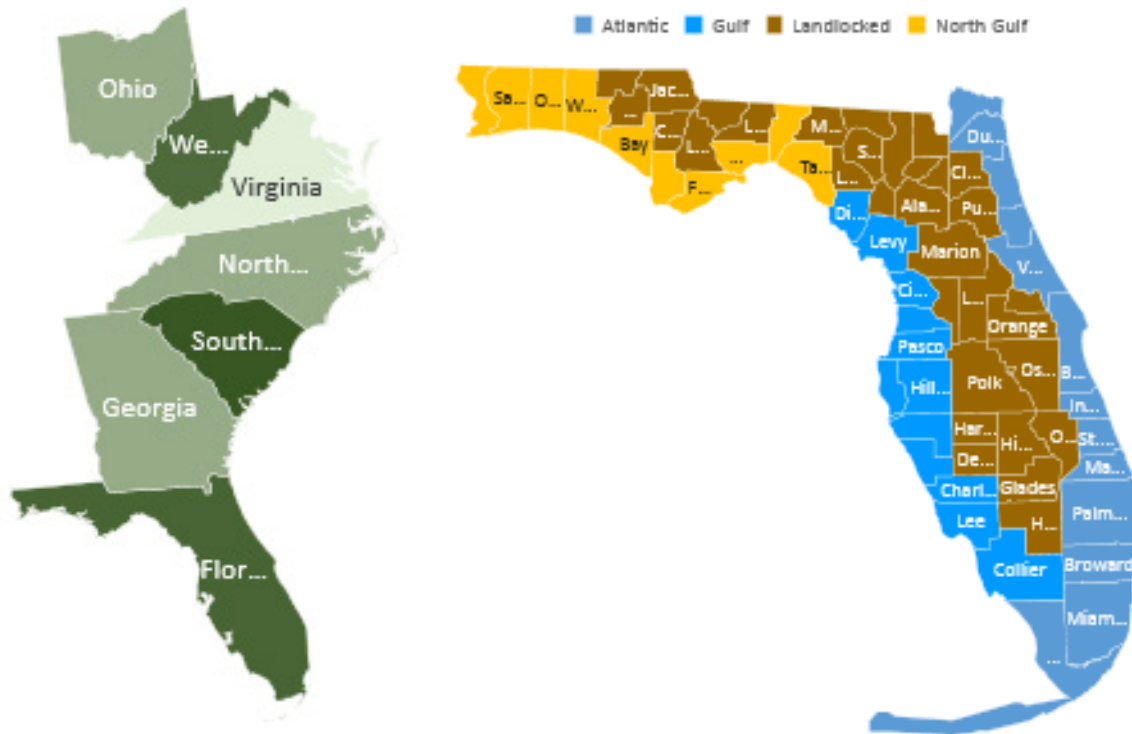 Ohio
We...
Virginia
North...
South...
Georgia
Flor...
Atlantic Gulf Landlocked North Gulf
Sa... O... W... ... Jac...
Bay C... L... L... M...
F... ... Ta... L... S... Cl... Du...
Di... Ala... Pu...
Levy Marion V...
Ci... L...
Pasco Orange
Hill... Polk Os... B...
In...
Har... Hi... O... St....
De... Ma...
Charl... Glades
Lee H... Palm...
Collier Broward
Miam...
...